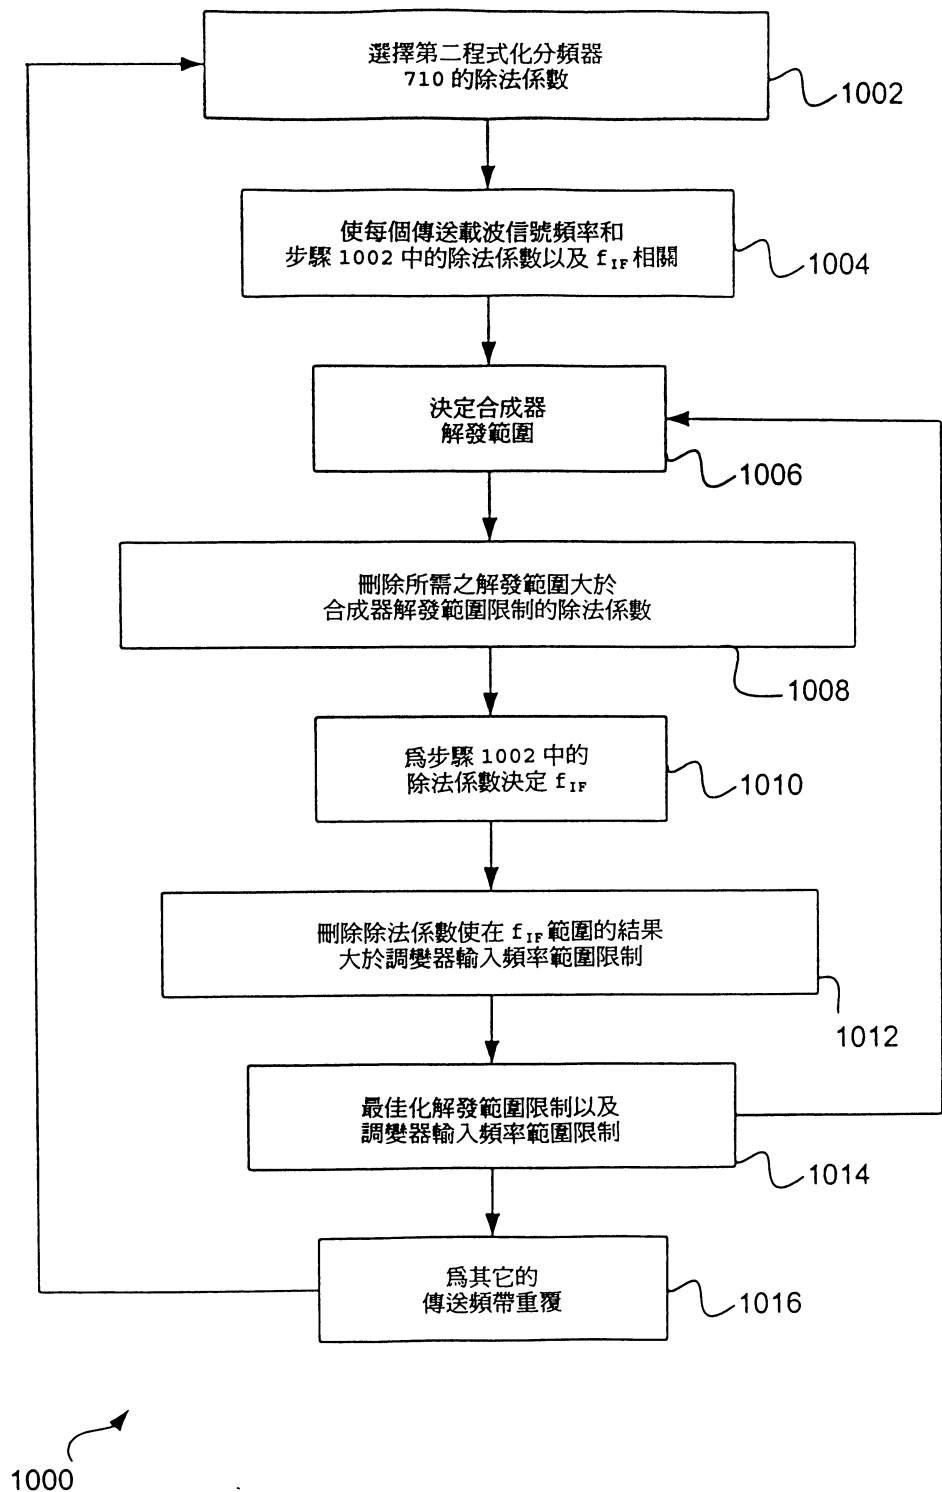 選擇第二程式化分頻器
710 的除法係數
1002
使每個傳送載波信號頻率和
步驟 1002 中的除法係數以及 fIF 相關
1004
決定合成器
解發範圍
1006
刪除所需之解發範圍大於
合成器解發範圍限制的除法係數
1008
爲步驟 1002 中的
除法係數決定 fIF
1010
刪除除法係數使在 fIF 範圍的結果
大於調變器輸入頻率範圍限制
1012
最佳化解發範圍限制以及
調變器輸入頻率範圍限制
1014
爲其它的
傳送頻帶重覆
1016
1000